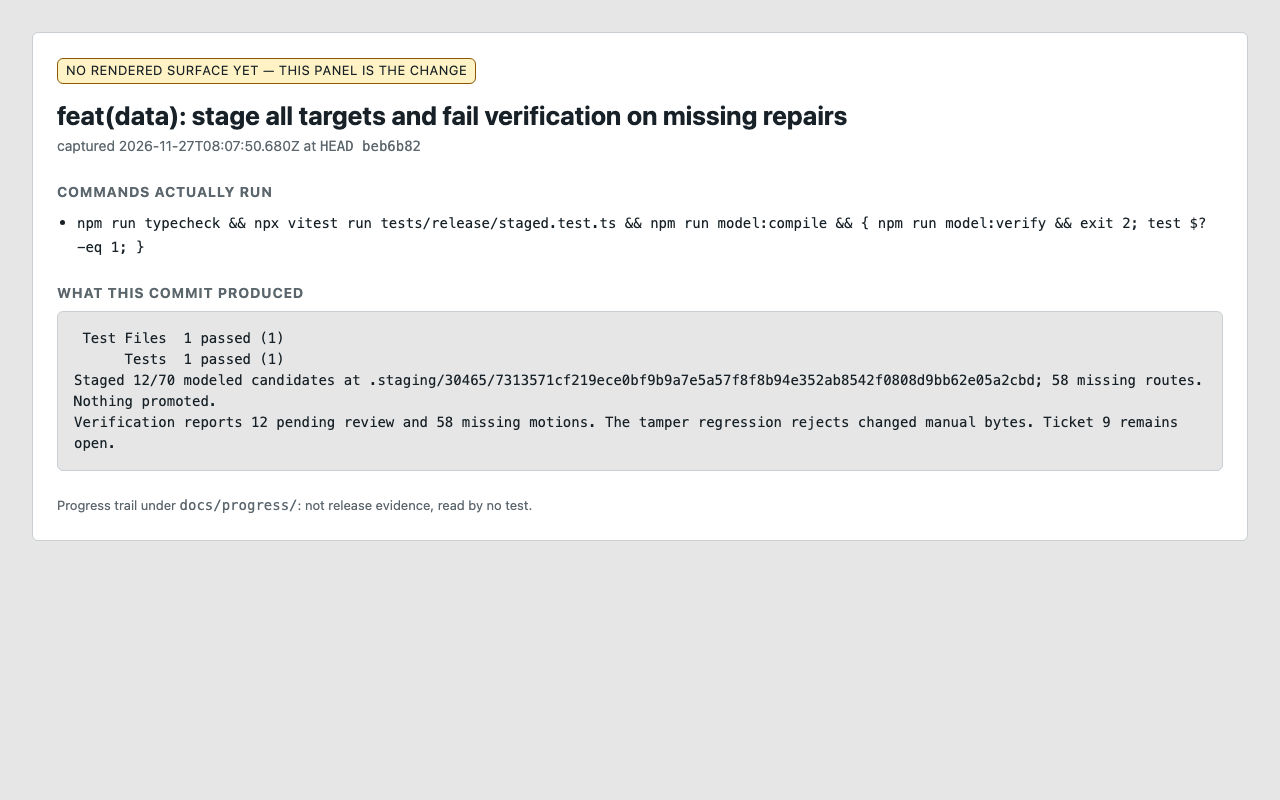 NO RENDERED SURFACE YET — THIS PANEL IS THE CHANGE
feat(data): stage all targets and fail verification on missing repairs
captured 2026-11-27T08:07:50.680Z at HEAD beb6b82
COMMANDS ACTUALLY RUN
• npm run typecheck && npx vitest run tests/release/staged.test.ts && npm run model:compile && { npm run model:verify && exit 2; test $?
-eq 1; }
WHAT THIS COMMIT PRODUCED
Test Files  1 passed (1)
Tests  1 passed (1)
Staged 12/70 modeled candidates at .staging/30465/7313571cf219ece0bf9b9a7e5a57f8f8b94e352ab8542f0808d9bb62e05a2cbd; 58 missing routes.
Nothing promoted.
Verification reports 12 pending review and 58 missing motions. The tamper regression rejects changed manual bytes. Ticket 9 remains
open.
Progress trail under docs/progress/: not release evidence, read by no test.